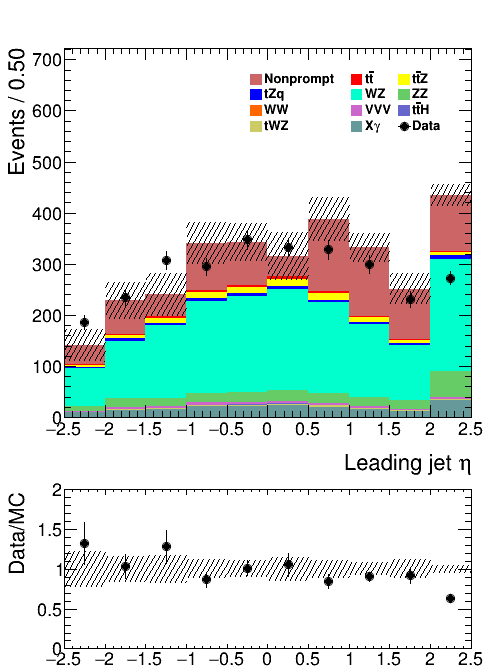 Events / 0.50
700
600
500
400
300
200
100
0
Nonprompt tt̄ tt̄Z
tZq WZ ZZ
WW VVV tt̄H
tWZ Xγ Data
−2.5 −2 −1.5 −1 −0.5 0 0.5 1 1.5 2 2.5
Leading jet η
Data/MC
2
1.5
1
0.5
0
−2.5 −2 −1.5 −1 −0.5 0 0.5 1 1.5 2 2.5